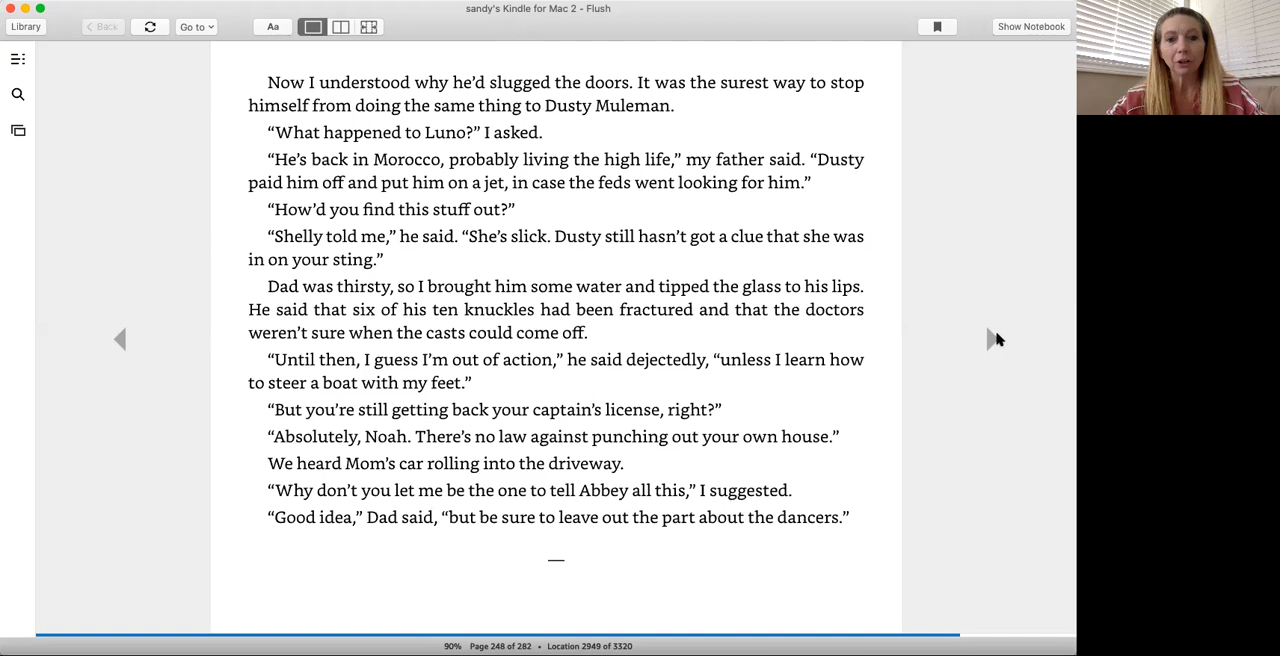 sandy's Kindle for Mac 2 - Flush
Library
Back
Go to
Aa
Show Notebook
Now I understood why he’d slugged the doors. It was the surest way to stop
himself from doing the same thing to Dusty Muleman.
“What happened to Luno?” I asked.
“He’s back in Morocco, probably living the high life,” my father said. “Dusty
paid him off and put him on a jet, in case the feds went looking for him.”
“How’d you find this stuff out?”
“Shelly told me,” he said. “She’s slick. Dusty still hasn’t got a clue that she was
in on your sting.”
Dad was thirsty, so I brought him some water and tipped the glass to his lips.
He said that six of his ten knuckles had been fractured and that the doctors
weren’t sure when the casts could come off.
“Until then, I guess I’m out of action,” he said dejectedly, “unless I learn how
to steer a boat with my feet.”
“But you’re still getting back your captain’s license, right?”
“Absolutely, Noah. There’s no law against punching out your own house.”
We heard Mom’s car rolling into the driveway.
“Why don’t you let me be the one to tell Abbey all this,” I suggested.
“Good idea,” Dad said, “but be sure to leave out the part about the dancers.”
—
90% Page 248 of 282 • Location 2949 of 3320